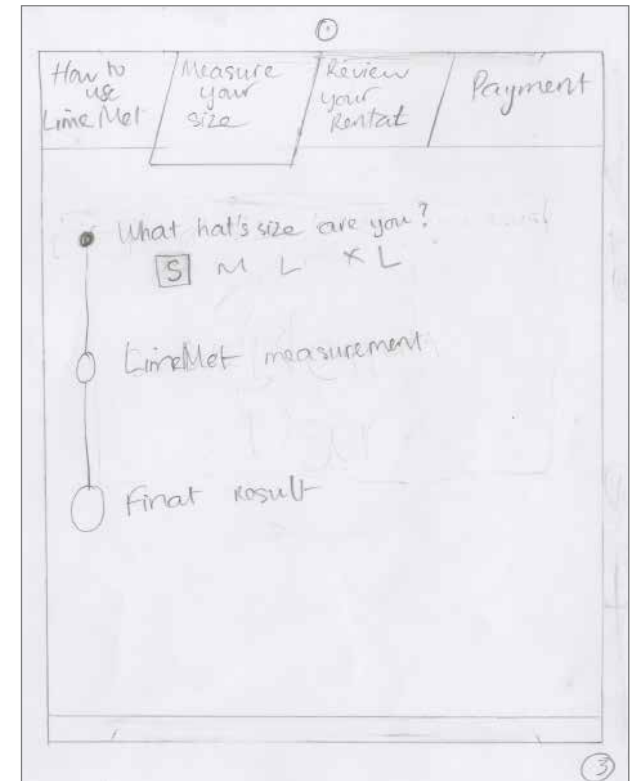 How to
use
LimeMet
Measure
your
size
Review
your
Rental
Payment
What hat's size are you?
S M L XL
LimeMet measurement
Final Result
3